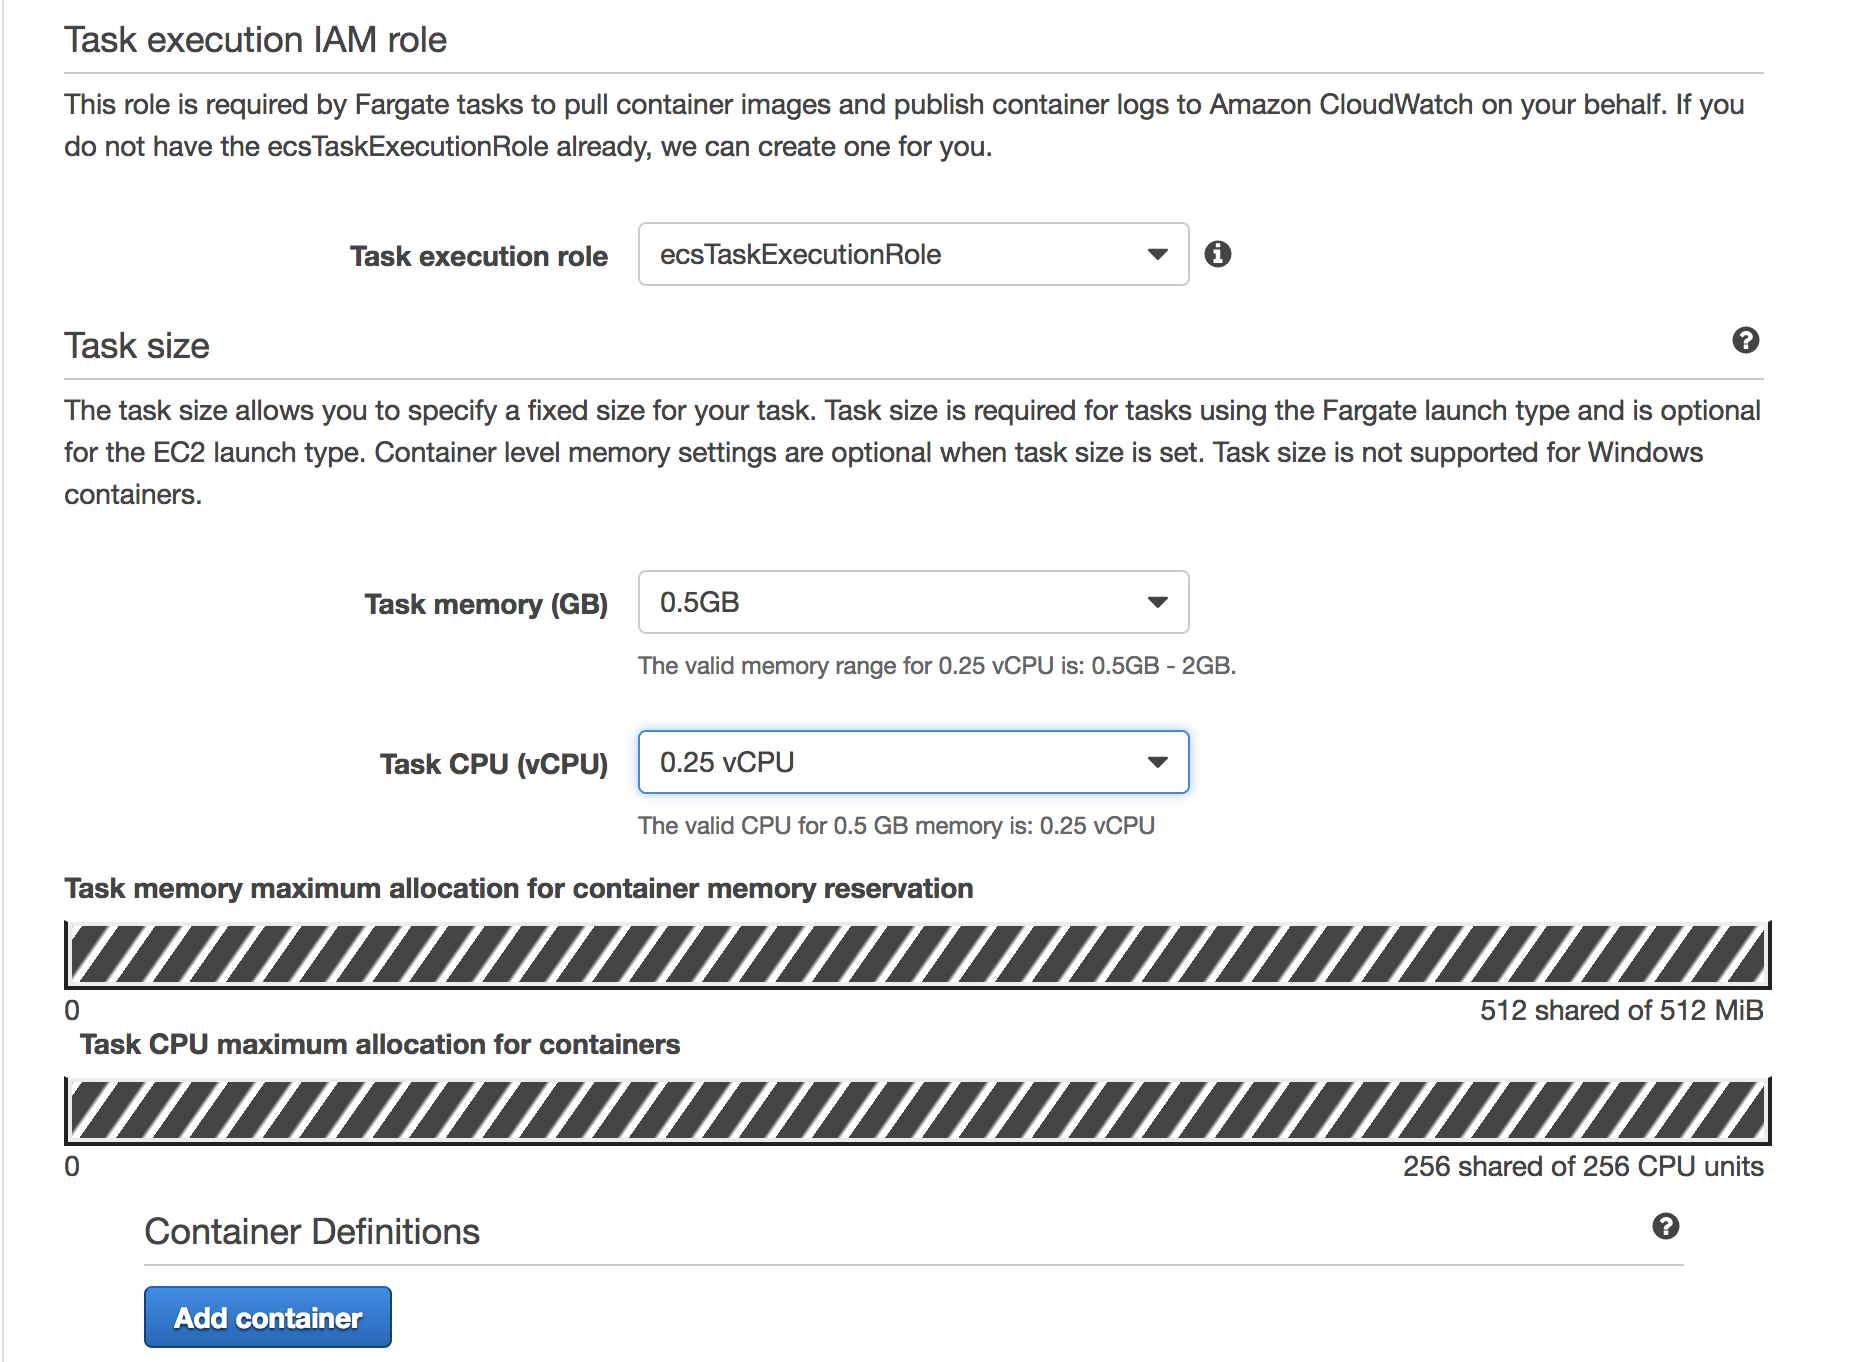 Task execution IAM role
This role is required by Fargate tasks to pull container images and publish container logs to Amazon CloudWatch on your behalf. If you
do not have the ecsTaskExecutionRole already, we can create one for you.
Task execution role
ecsTaskExecutionRole
Task size
The task size allows you to specify a fixed size for your task. Task size is required for tasks using the Fargate launch type and is optional
for the EC2 launch type. Container level memory settings are optional when task size is set. Task size is not supported for Windows
containers.
Task memory (GB)
0.5GB
The valid memory range for 0.25 vCPU is: 0.5GB - 2GB.
Task CPU (vCPU)
0.25 vCPU
The valid CPU for 0.5 GB memory is: 0.25 vCPU
Task memory maximum allocation for container memory reservation
0
512 shared of 512 MiB
Task CPU maximum allocation for containers
0
256 shared of 256 CPU units
Container Definitions
Add container